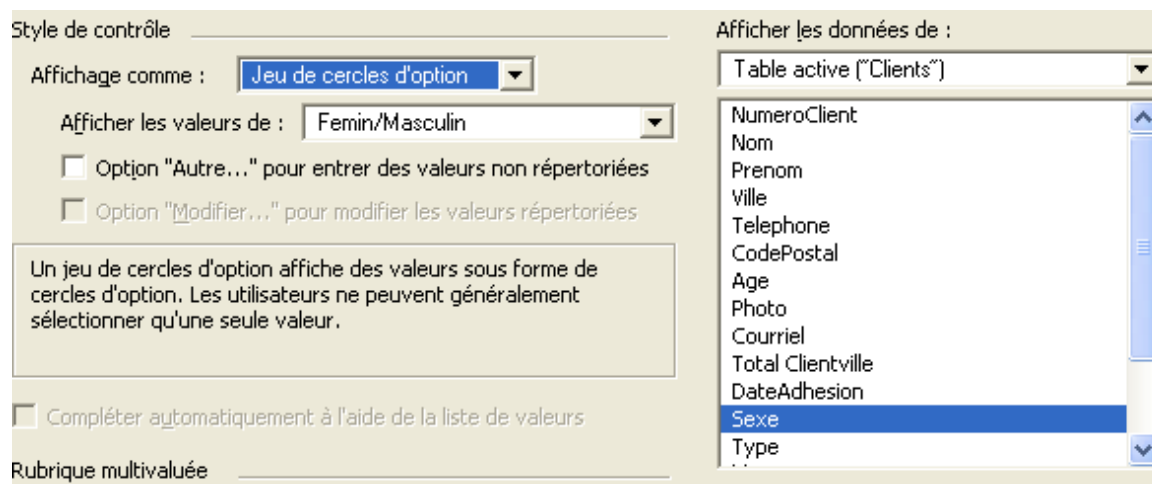 Style de contrôle
Affichage comme : Jeu de cercles d'option
Afficher les valeurs de : Femin/Masculin
Option "Autre..." pour entrer des valeurs non répertoriées
Option "Modifier..." pour modifier les valeurs répertoriées
Un jeu de cercles d'option affiche des valeurs sous forme de
cercles d'option. Les utilisateurs ne peuvent généralement
sélectionner qu'une seule valeur.
Compléter automatiquement à l'aide de la liste de valeurs
Rubrique multivaluée
Afficher les données de :
Table active ("Clients")
NumeroClient
Nom
Prenom
Ville
Telephone
CodePostal
Age
Photo
Courriel
Total Clientville
DateAdhesion
Sexe
Type